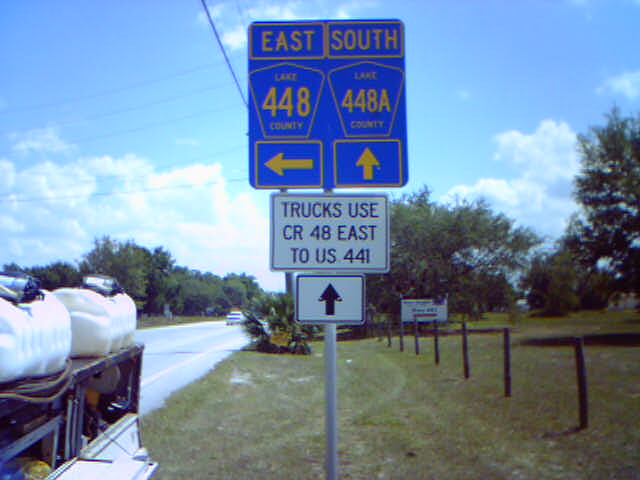 EAST SOUTH
LAKE LAKE
448 448A
COUNTY COUNTY
TRUCKS USE
CR 48 EAST
TO US 441